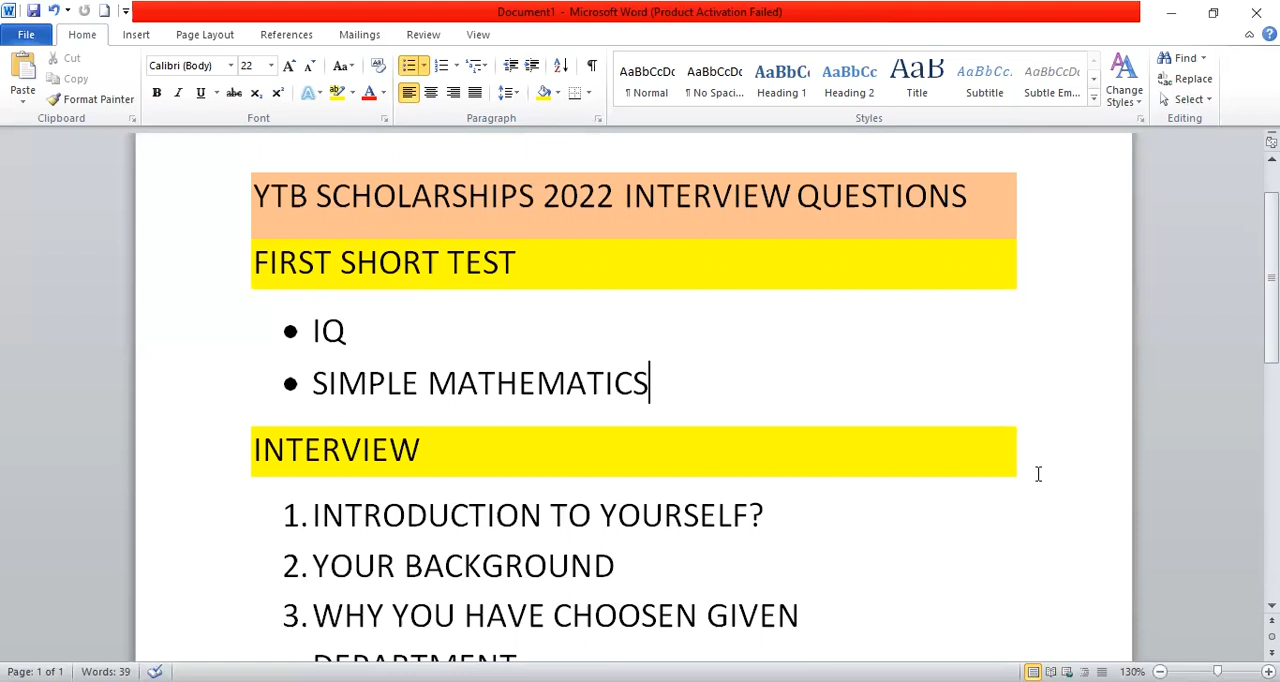 Document1 - Microsoft Word (Product Activation Failed)
File Home Insert Page Layout References Mailings Review View
Cut
Copy
Format Painter
Paste
Clipboard
Calibri (Body) 22
Font
Paragraph
AaBbCcDc AaBbCcDc AaBbCc AaBbCc AaB AaBbCc. AaBbCcDc
¶ Normal ¶ No Spaci... Heading 1 Heading 2 Title Subtitle Subtle Em...
Change
Styles
Styles
Find
Replace
Select
Editing
YTB SCHOLARSHIPS 2022 INTERVIEW QUESTIONS
FIRST SHORT TEST
• IQ
• SIMPLE MATHEMATICS
INTERVIEW
1. INTRODUCTION TO YOURSELF?
2. YOUR BACKGROUND
3. WHY YOU HAVE CHOOSEN GIVEN
DEPARTMENT
Page: 1 of 1 Words: 39 130%